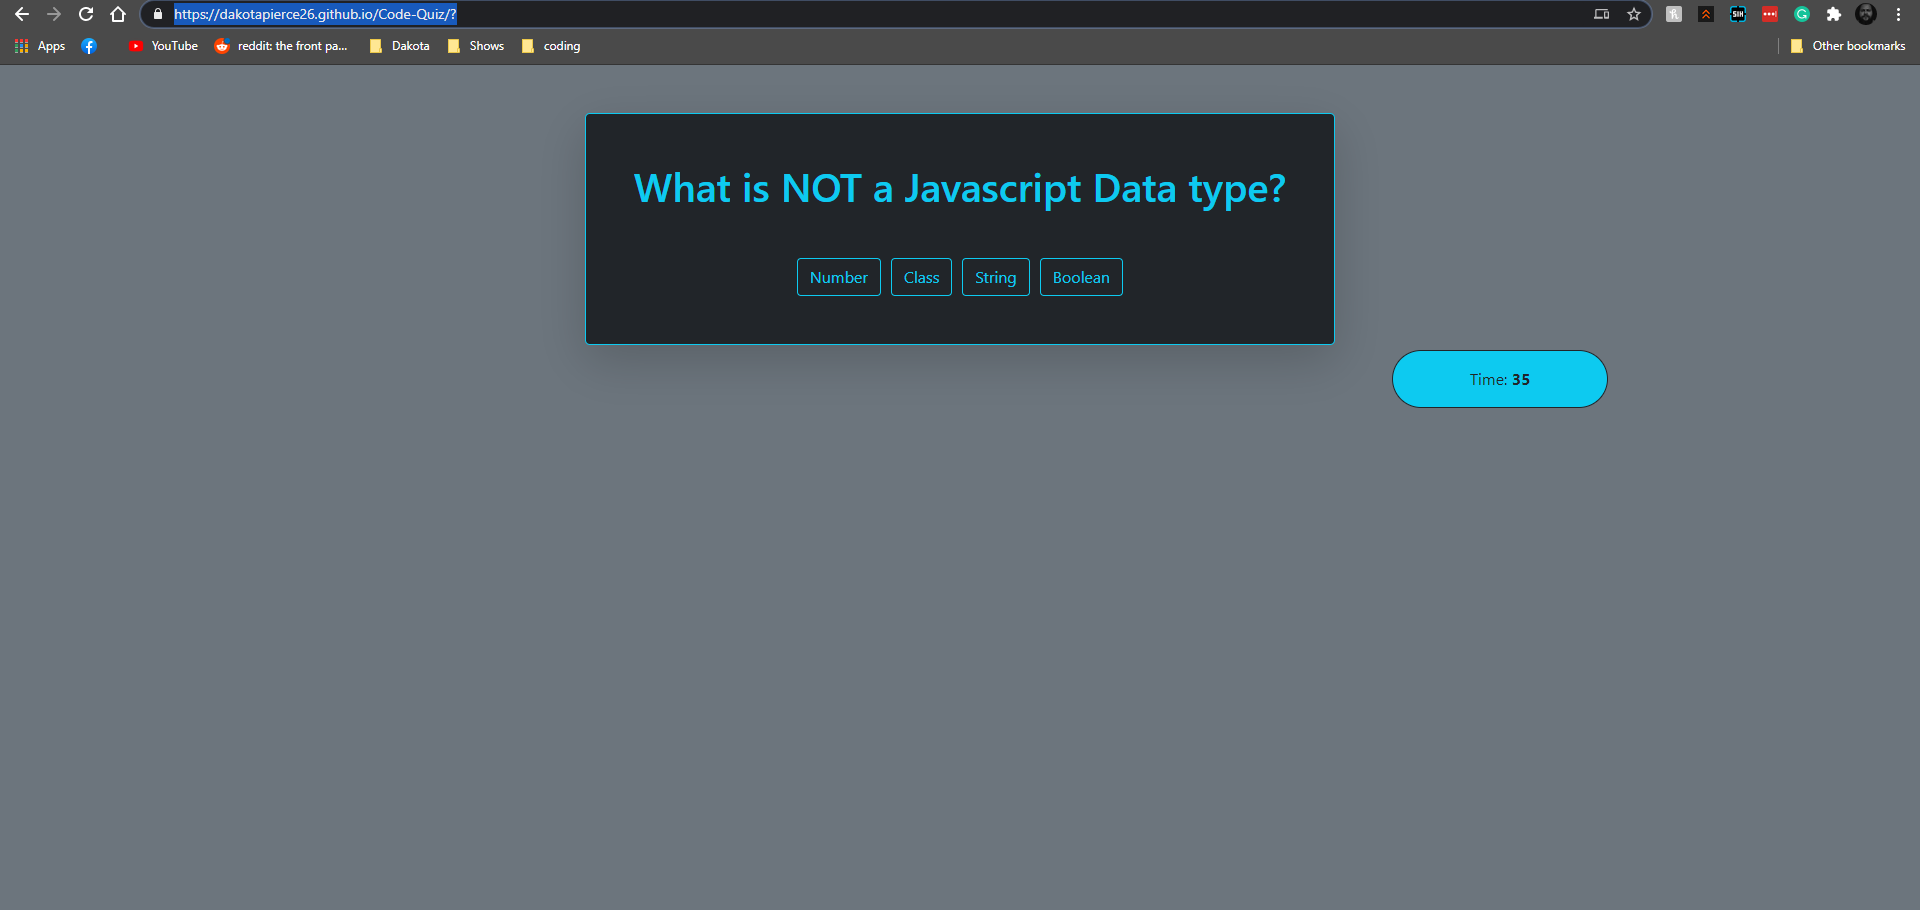 https://dakotapierce26.github.io/Code-Quiz/?
Apps YouTube reddit: the front pa... Dakota Shows coding Other bookmarks
What is NOT a Javascript Data type?
Number Class String Boolean
Time: 35